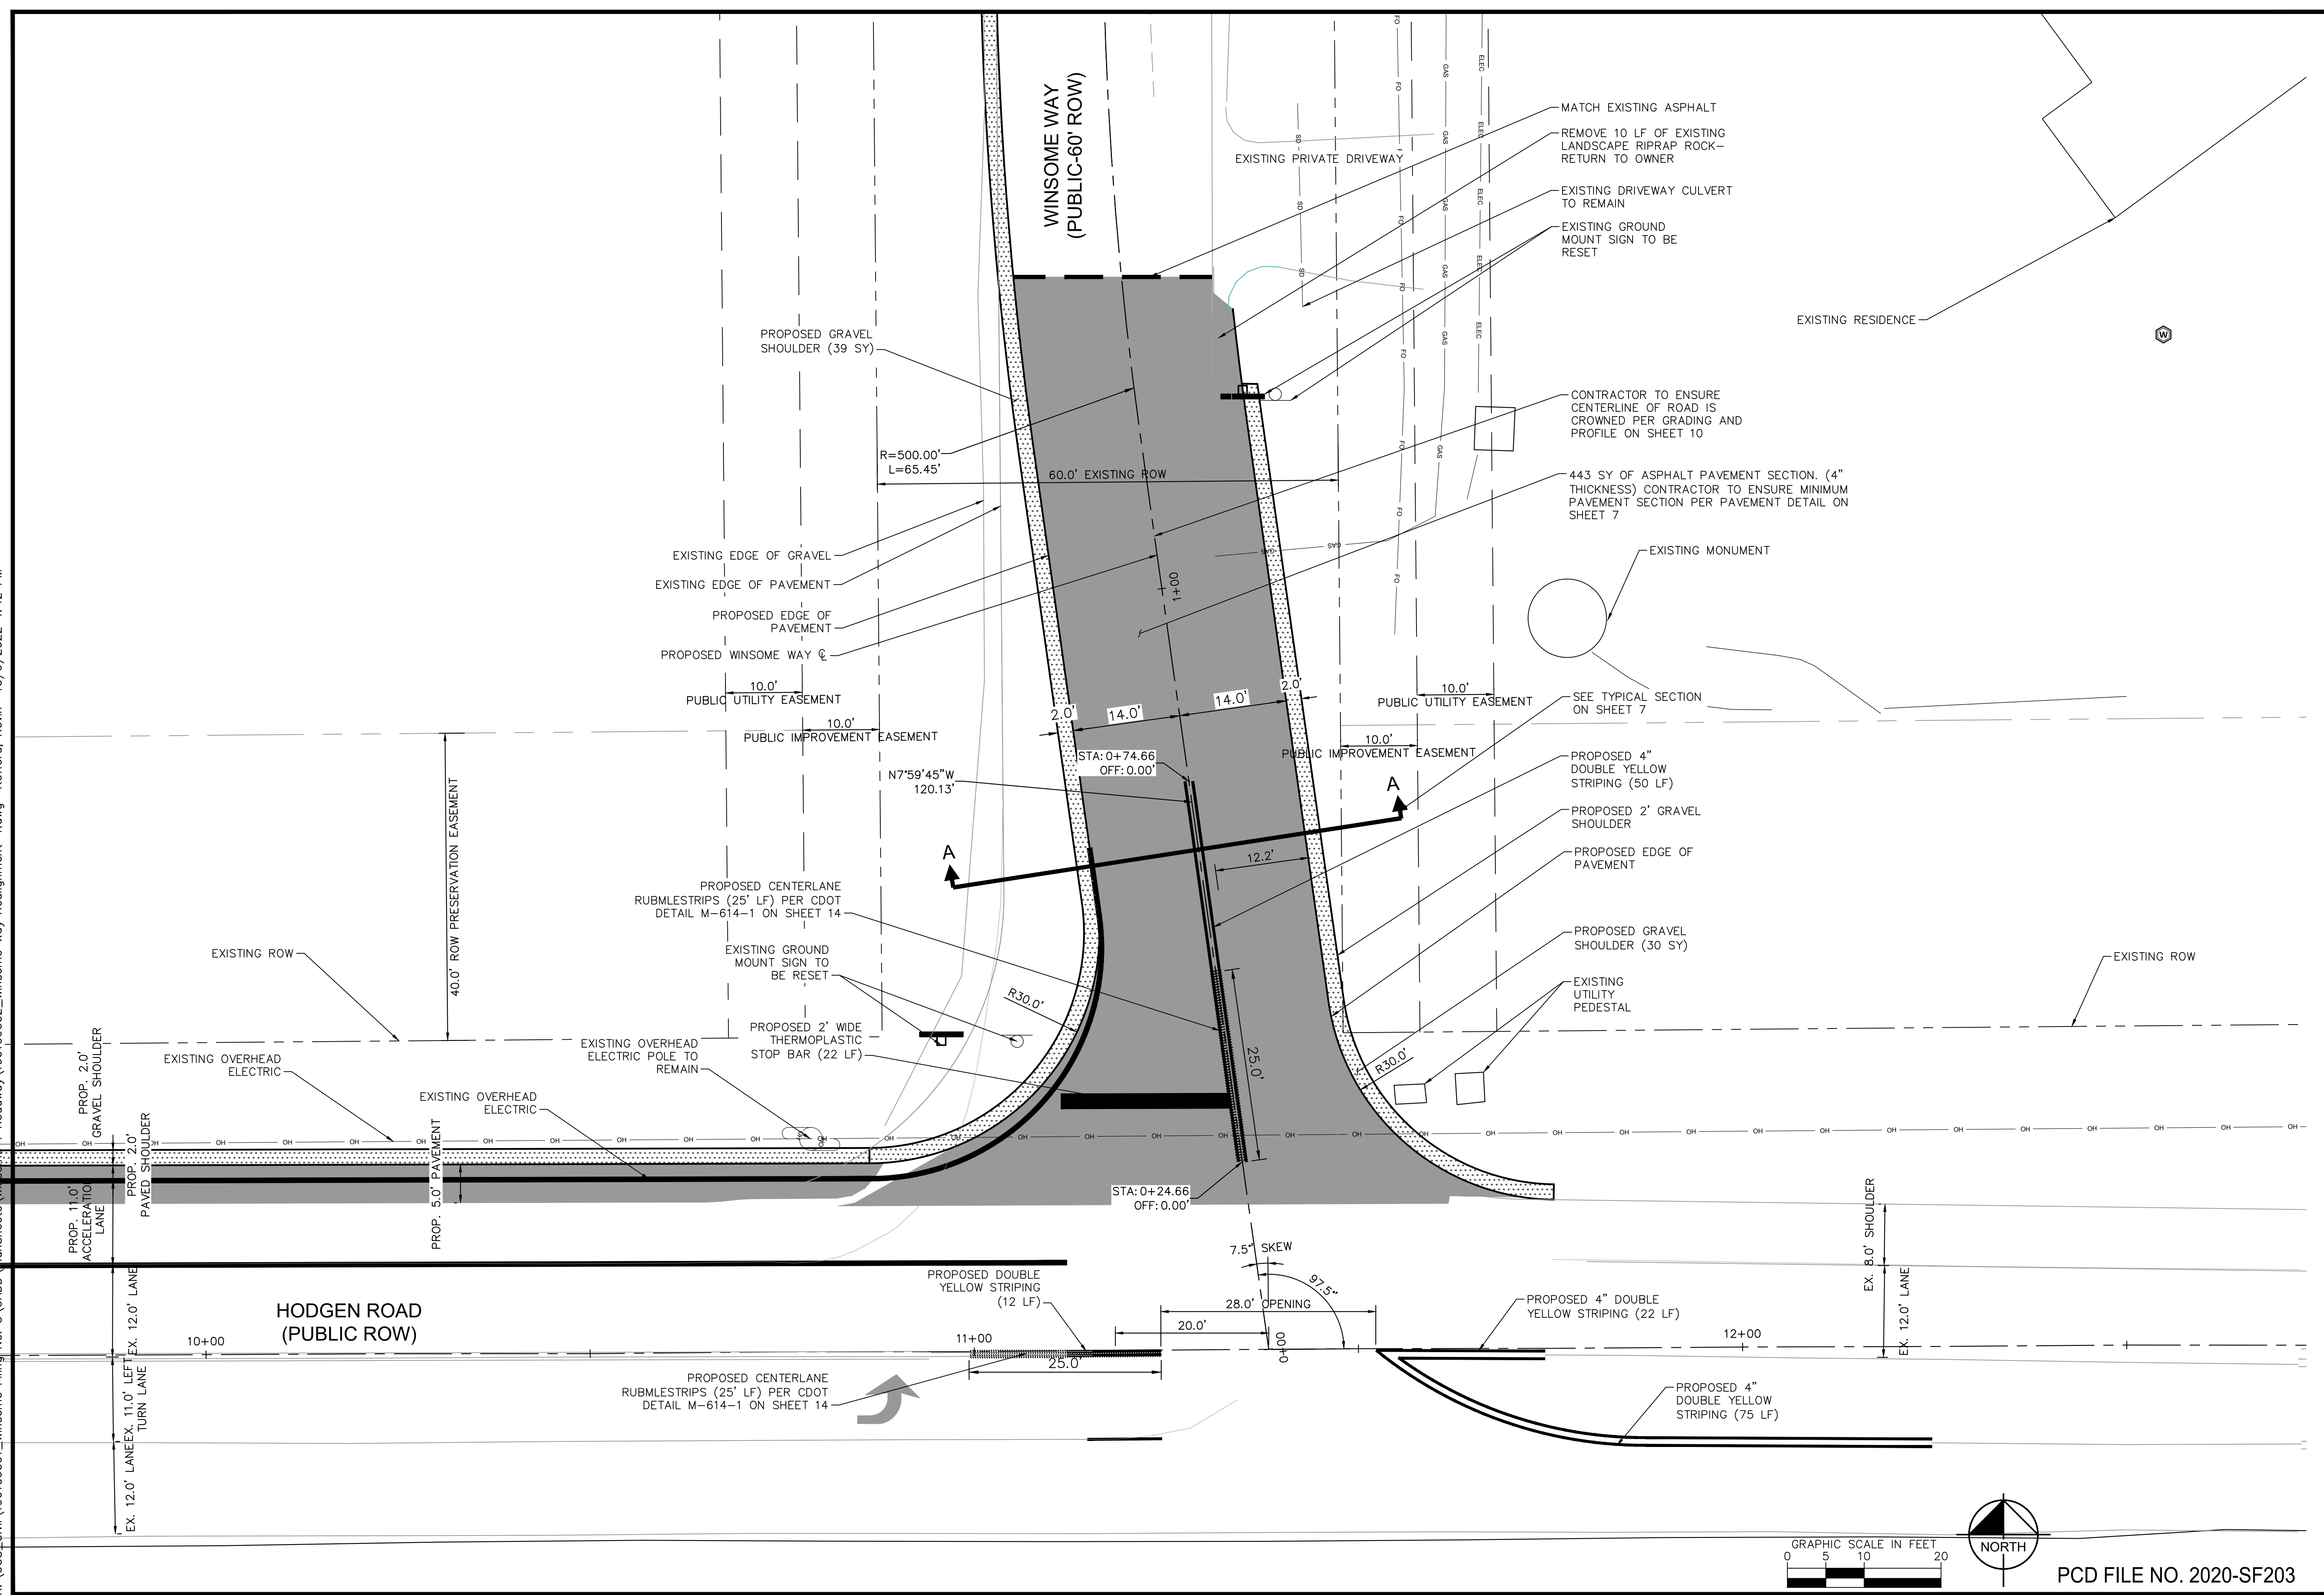 WINSOME WAY
(PUBLIC-60' ROW)
MATCH EXISTING ASPHALT
REMOVE 10 LF OF EXISTING
LANDSCAPE RIPRAP ROCK–
RETURN TO OWNER
EXISTING PRIVATE DRIVEWAY
EXISTING DRIVEWAY CULVERT
TO REMAIN
EXISTING GROUND
MOUNT SIGN TO BE
RESET
EXISTING RESIDENCE
W
PROPOSED GRAVEL
SHOULDER (39 SY)
R=500.00'
L=65.45'
60.0' EXISTING ROW
CONTRACTOR TO ENSURE
CENTERLINE OF ROAD IS
CROWNED PER GRADING AND
PROFILE ON SHEET 10
443 SY OF ASPHALT PAVEMENT SECTION. (4"
THICKNESS) CONTRACTOR TO ENSURE MINIMUM
PAVEMENT SECTION PER PAVEMENT DETAIL ON
SHEET 7
EXISTING EDGE OF GRAVEL
EXISTING EDGE OF PAVEMENT
PROPOSED EDGE OF
PAVEMENT
PROPOSED WINSOME WAY ℄
1+00
EXISTING MONUMENT
10.0'
PUBLIC UTILITY EASEMENT
10.0'
PUBLIC IMPROVEMENT EASEMENT
2.0'
14.0'
14.0'
2.0'
10.0'
PUBLIC UTILITY EASEMENT
10.0'
PUBLIC IMPROVEMENT EASEMENT
SEE TYPICAL SECTION
ON SHEET 7
STA: 0+74.66
OFF: 0.00'
N7°59'45"W
120.13'
PROPOSED 4"
DOUBLE YELLOW
STRIPING (50 LF)
A
A
12.2'
PROPOSED 2' GRAVEL
SHOULDER
PROPOSED EDGE OF
PAVEMENT
40.0' ROW PRESERVATION EASEMENT
PROPOSED CENTERLANE
RUBMLESTRIPS (25' LF) PER CDOT
DETAIL M–614–1 ON SHEET 14
EXISTING ROW
EXISTING GROUND
MOUNT SIGN TO
BE RESET
PROPOSED GRAVEL
SHOULDER (30 SY)
EXISTING
UTILITY
PEDESTAL
EXISTING ROW
R30.0'
R30.0'
25.0'
PROPOSED 2' WIDE
THERMOPLASTIC
STOP BAR (22 LF)
EXISTING OVERHEAD
ELECTRIC POLE TO
REMAIN
EXISTING OVERHEAD
ELECTRIC
EXISTING OVERHEAD
ELECTRIC
PROP. 2.0'
GRAVEL SHOULDER
PROP. 2.0'
PAVED SHOULDER
PROP. 5.0' PAVEMENT
PROP. 11.0'
ACCELERATION
LANE
STA: 0+24.66
OFF: 0.00'
7.5° SKEW
97.5°
28.0' OPENING
20.0'
0+00
EX. 8.0' SHOULDER
EX. 12.0' LANE
PROPOSED DOUBLE
YELLOW STRIPING
(12 LF)
PROPOSED 4" DOUBLE
YELLOW STRIPING (22 LF)
HODGEN ROAD
(PUBLIC ROW)
10+00
11+00
12+00
25.0'
EX. 12.0' LANE
EX. 11.0' LEFT
TURN LANE
EX. 12.0' LANE
PROPOSED CENTERLANE
RUBMLESTRIPS (25' LF) PER CDOT
DETAIL M–614–1 ON SHEET 14
PROPOSED 4"
DOUBLE YELLOW
STRIPING (75 LF)
GRAPHIC SCALE IN FEET
0 5 10 20
NORTH
PCD FILE NO. 2020-SF203